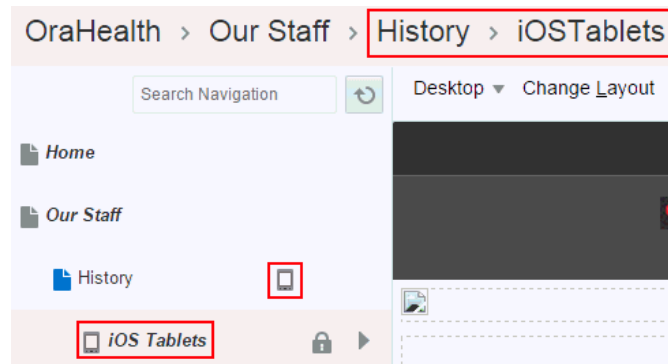 OraHealth > Our Staff > History > iOSTablets
Search Navigation
Desktop ▼ Change Layout
Home
Our Staff
History
iOS Tablets